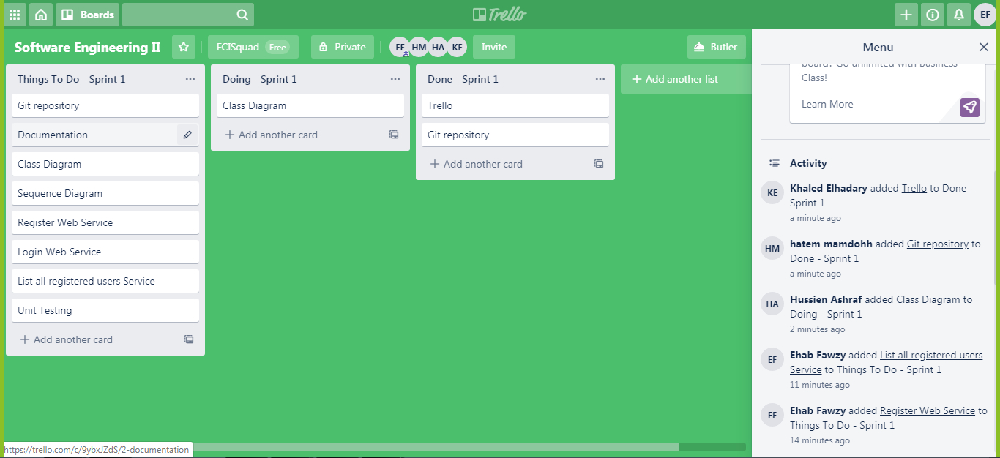 Boards
Trello
EF
Software Engineering II
FCISquad Free
Private
EF HM HA KE
Invite
Butler
Things To Do - Sprint 1
Git repository
Documentation
Class Diagram
Sequence Diagram
Register Web Service
Login Web Service
List all registered users Service
Unit Testing
+ Add another card
Doing - Sprint 1
Class Diagram
+ Add another card
Done - Sprint 1
Trello
Git repository
+ Add another card
+ Add another list
Menu
board? Go unlimited with Business
Class!
Learn More
Activity
KE
Khaled Elhadary added Trello to Done -
Sprint 1
a minute ago
HM
hatem mamdohh added Git repository to
Done - Sprint 1
a minute ago
HA
Hussien Ashraf added Class Diagram to
Doing - Sprint 1
2 minutes ago
EF
Ehab Fawzy added List all registered users
Service to Things To Do - Sprint 1
11 minutes ago
EF
Ehab Fawzy added Register Web Service to
Things To Do - Sprint 1
14 minutes ago
https://trello.com/c/9ybxJZdS/2-documentation